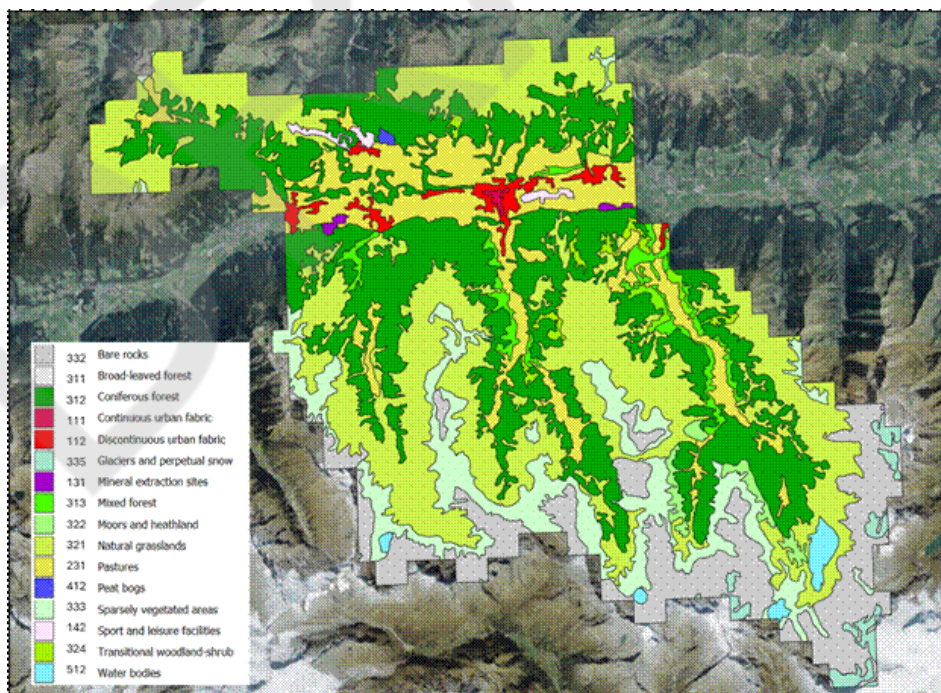 332 Bare rocks
311 Broad-leaved forest
312 Coniferous forest
111 Continuous urban fabric
112 Discontinuous urban fabric
335 Glaciers and perpetual snow
131 Mineral extraction sites
313 Mixed forest
322 Moors and heathland
321 Natural grasslands
231 Pastures
412 Peat bogs
333 Sparsely vegetated areas
142 Sport and leisure facilities
324 Transitional woodland-shrub
512 Water bodies